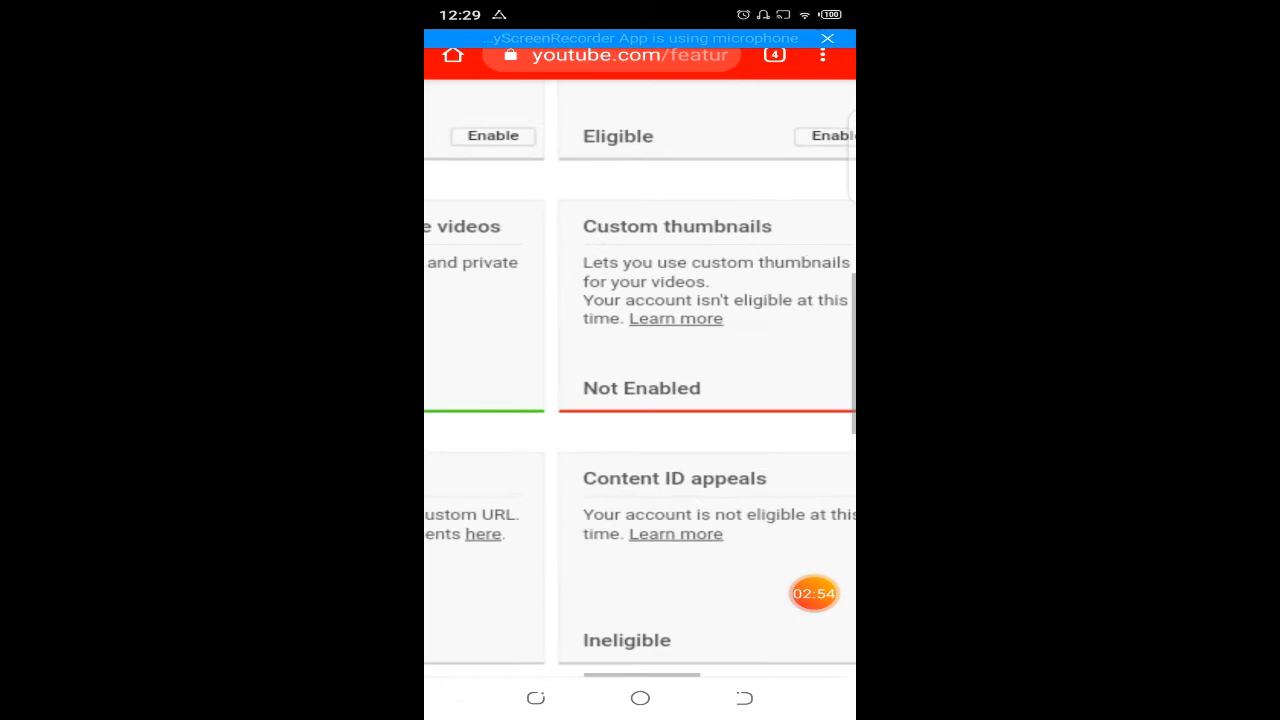 12:29
100
...yScreenRecorder App is using microphone
youtube.com/featur
4
Enable
Eligible
Enable
e videos
Custom thumbnails
and private
Lets you use custom thumbnails
for your videos.
Your account isn't eligible at this
time. Learn more
Not Enabled
Content ID appeals
ustom URL.
ents here.
Your account is not eligible at this
time. Learn more
02:54
Ineligible